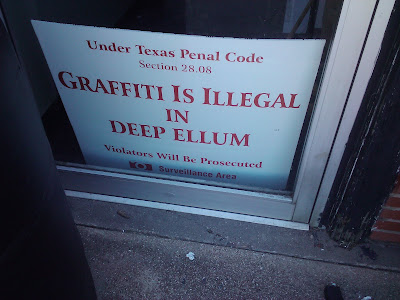 Under Texas Penal Code
Section 28.08
Graffiti Is Illegal
in
Deep Ellum
Violators Will Be Prosecuted
Surveillance Area